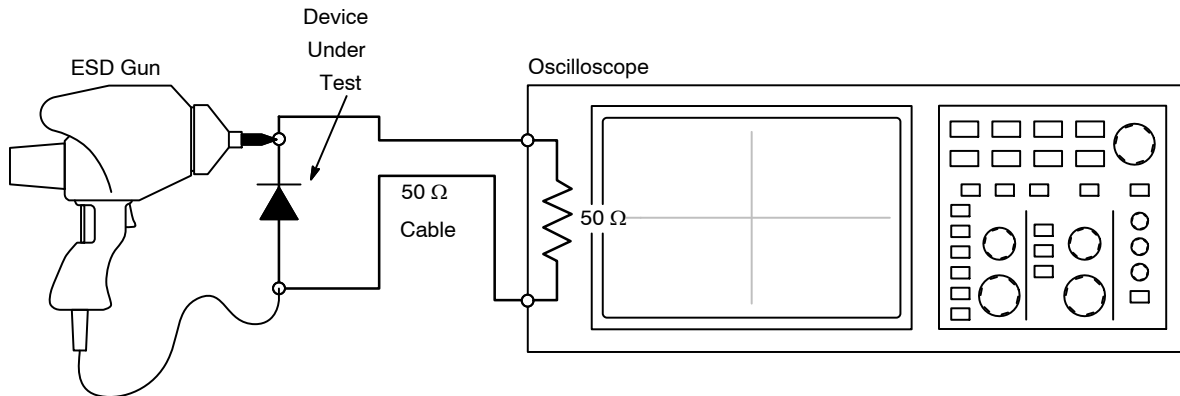 Device
Under
Test
ESD Gun
Oscilloscope
50 Ω
Cable
50 Ω